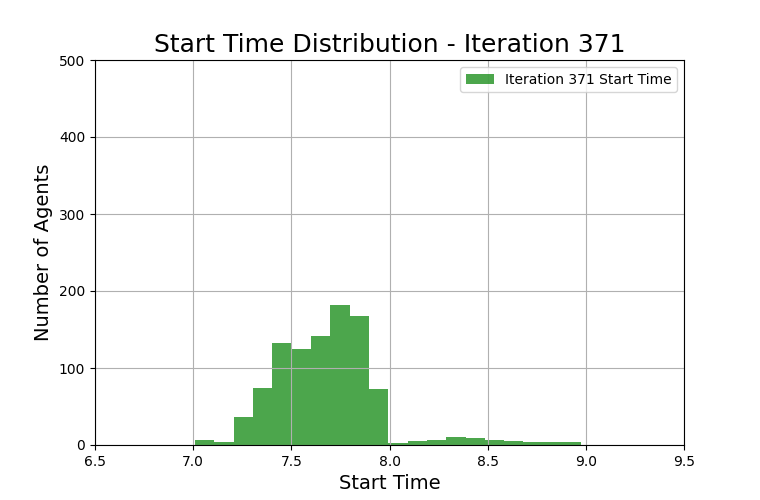 Start Time Distribution - Iteration 371
Iteration 371 Start Time
500
400
300
200
100
0
Number of Agents
6.5 7.0 7.5 8.0 8.5 9.0 9.5
Start Time